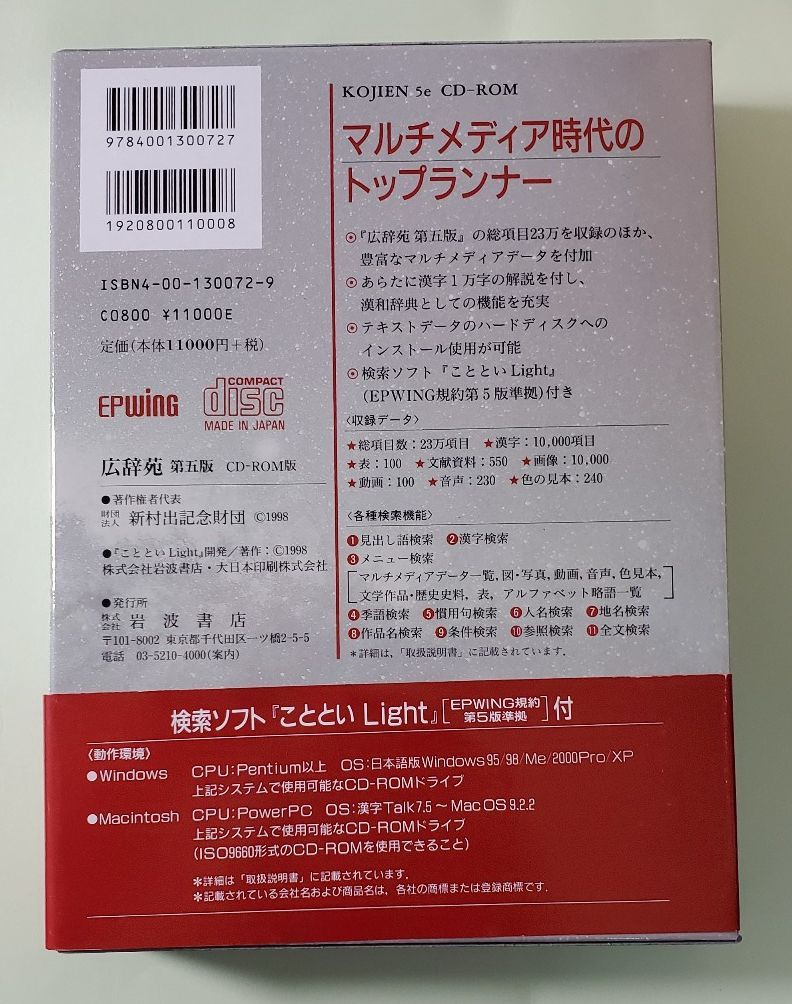 9784001300727
1920800110008
ISBN4-00-130072-9
C0800 ¥11000E
定価(本体11000円+税)
EPWING
COMPACT
disc
MADE IN JAPAN
広辞苑 第五版 CD-ROM版
●著作権者代表
財団法人 新村出記念財団 ©1998
●『こととい Light』開発／著作：©1998
株式会社岩波書店・大日本印刷株式会社
●発行所
株式会社 岩波書店
〒101-8002 東京都千代田区一ツ橋2-5-5
電話 03-5210-4000(案内)
KOJIEN 5e CD-ROM
マルチメディア時代の
トップランナー
⦿『広辞苑 第五版』の総項目23万を収録のほか、
豊富なマルチメディアデータを付加
⦿あらたに漢字1万字の解説を付し、
漢和辞典としての機能を充実
⦿テキストデータのハードディスクへの
インストール使用が可能
⦿検索ソフト『こととい Light』
(EPWING規約第5版準拠)付き
〈収録データ〉
★総項目数：23万項目 ★漢字：10,000項目
★表：100 ★文献資料：550 ★画像：10,000
★動画：100 ★音声：230 ★色の見本：240
〈各種検索機能〉
❶見出し語検索 ❷漢字検索
❸メニュー検索
[マルチメディアデータ一覧，図・写真，動画，音声，色見本，
文学作品・歴史史料，表，アルファベット略語一覧]
❹季語検索 ❺慣用句検索 ❻人名検索 ❼地名検索
❽作品名検索 ❾条件検索 ❿参照検索 ⓫全文検索
＊詳細は、「取扱説明書」に記載されています．
検索ソフト『こととい Light』[EPWING規約第5版準拠]付
〈動作環境〉
●Windows CPU：Pentium以上 OS：日本語版Windows95/98/Me/2000Pro/XP
上記システムで使用可能なCD-ROMドライブ
●Macintosh CPU：PowerPC OS：漢字Talk7.5～MacOS9.2.2
上記システムで使用可能なCD-ROMドライブ
(ISO9660形式のCD-ROMを使用できること)
＊詳細は「取扱説明書」に記載されています．
＊記載されている会社名および商品名は、各社の商標または登録商標です．